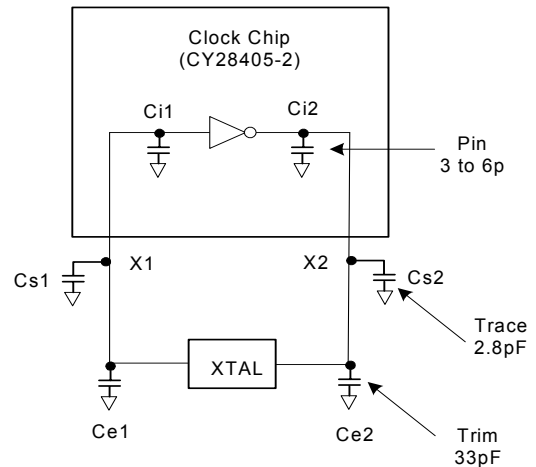 Clock Chip
(CY28405-2)
Ci1
Ci2
Pin
3 to 6p
X1
X2
Cs1
Cs2
Trace
2.8pF
XTAL
Ce1
Ce2
Trim
33pF